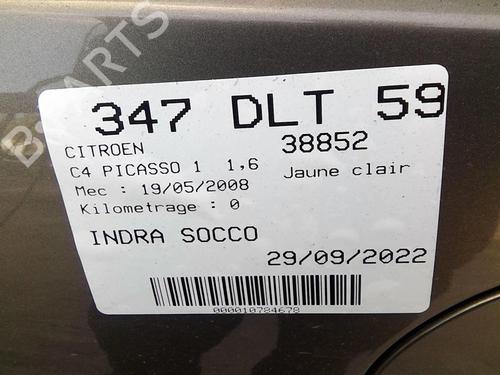 B-PARTS
347 DLT 59
CITROEN 38852
C4 PICASSO 1 1,6 Jaune clair
Mec : 19/05/2008
Kilometrage : 0
INDRA SOCCO
29/09/2022
000010784678